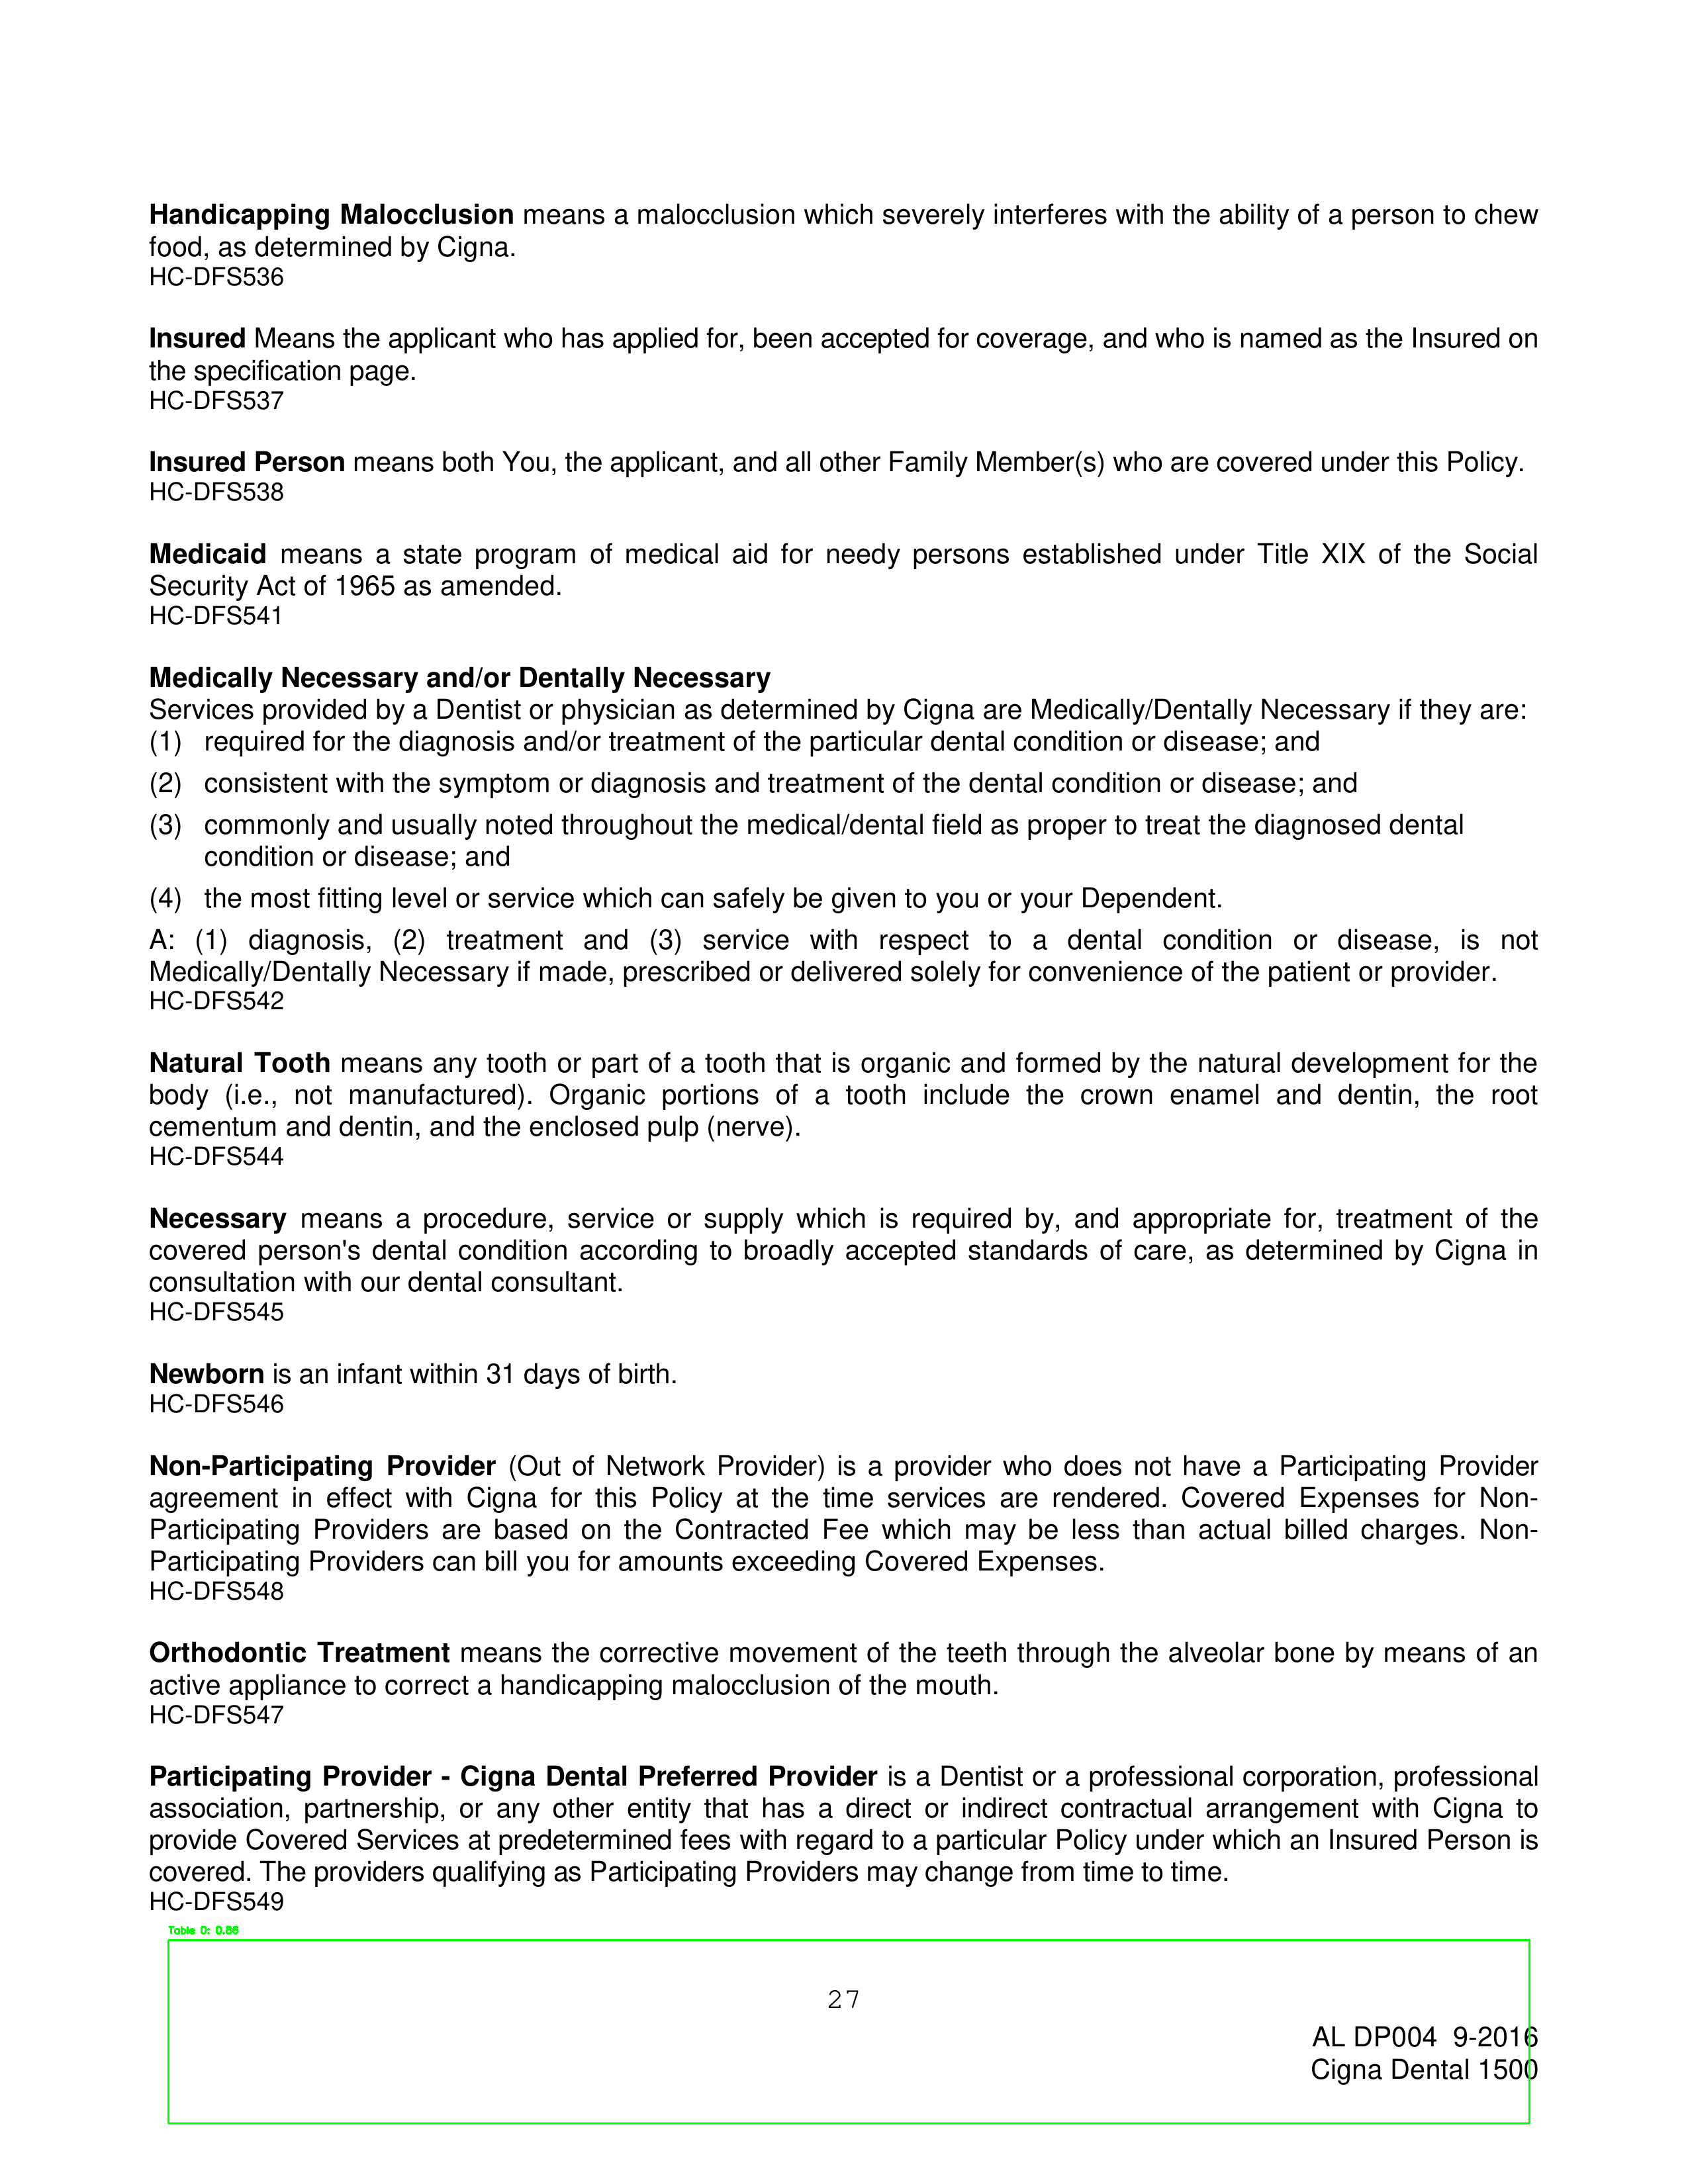 Handicapping Malocclusion means a malocclusion which severely interferes with the ability of a person to chew
food, as determined by Cigna.
HC-DFS536
Insured Means the applicant who has applied for, been accepted for coverage, and who is named as the Insured on
the specification page.
HC-DFS537
Insured Person means both You, the applicant, and all other Family Member(s) who are covered under this Policy.
HC-DFS538
Medicaid means a state program of medical aid for needy persons established under Title XIX of the Social
Security Act of 1965 as amended.
HC-DFS541
Medically Necessary and/or Dentally Necessary
Services provided by a Dentist or physician as determined by Cigna are Medically/Dentally Necessary if they are:
(1) required for the diagnosis and/or treatment of the particular dental condition or disease; and
(2) consistent with the symptom or diagnosis and treatment of the dental condition or disease; and
(3) commonly and usually noted throughout the medical/dental field as proper to treat the diagnosed dental
condition or disease; and
(4) the most fitting level or service which can safely be given to you or your Dependent.
A: (1) diagnosis, (2) treatment and (3) service with respect to a dental condition or disease, is not
Medically/Dentally Necessary if made, prescribed or delivered solely for convenience of the patient or provider.
HC-DFS542
Natural Tooth means any tooth or part of a tooth that is organic and formed by the natural development for the
body (i.e., not manufactured). Organic portions of a tooth include the crown enamel and dentin, the root
cementum and dentin, and the enclosed pulp (nerve).
HC-DFS544
Necessary means a procedure, service or supply which is required by, and appropriate for, treatment of the
covered person's dental condition according to broadly accepted standards of care, as determined by Cigna in
consultation with our dental consultant.
HC-DFS545
Newborn is an infant within 31 days of birth.
HC-DFS546
Non-Participating Provider (Out of Network Provider) is a provider who does not have a Participating Provider
agreement in effect with Cigna for this Policy at the time services are rendered. Covered Expenses for Non-
Participating Providers are based on the Contracted Fee which may be less than actual billed charges. Non-
Participating Providers can bill you for amounts exceeding Covered Expenses.
HC-DFS548
Orthodontic Treatment means the corrective movement of the teeth through the alveolar bone by means of an
active appliance to correct a handicapping malocclusion of the mouth.
HC-DFS547
Participating Provider - Cigna Dental Preferred Provider is a Dentist or a professional corporation, professional
association, partnership, or any other entity that has a direct or indirect contractual arrangement with Cigna to
provide Covered Services at predetermined fees with regard to a particular Policy under which an Insured Person is
covered. The providers qualifying as Participating Providers may change from time to time.
HC-DFS549
Table 0: 0.86
27
AL DP004 9-2016
Cigna Dental 1500